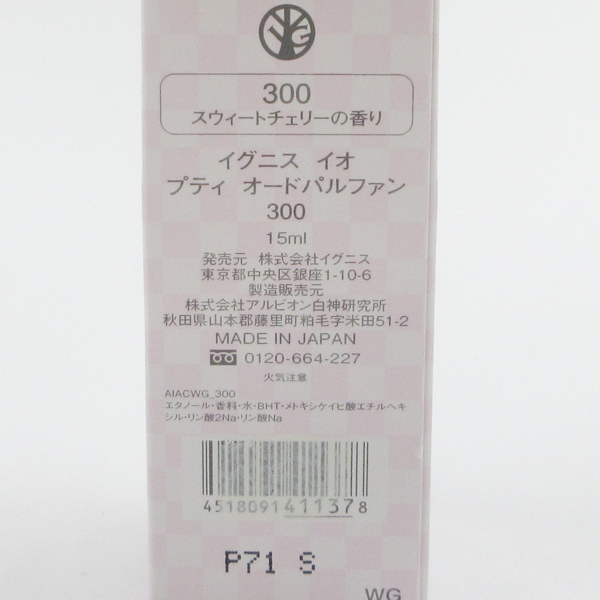 300
スウィートチェリーの香り
イグニス イオ
プティ オードパルファン
300
15ml
発売元 株式会社イグニス
東京都中央区銀座1-10-6
製造販売元
株式会社アルビオン白神研究所
秋田県山本郡藤里町粕毛字米田51-2
MADE IN JAPAN
0120-664-227
火気注意
AIACWG_300
エタノール・香料・水・BHT・メトキシケイヒ酸エチルヘキ
シル・リン酸2Na・リン酸Na
4518091411378
P71 S
WG